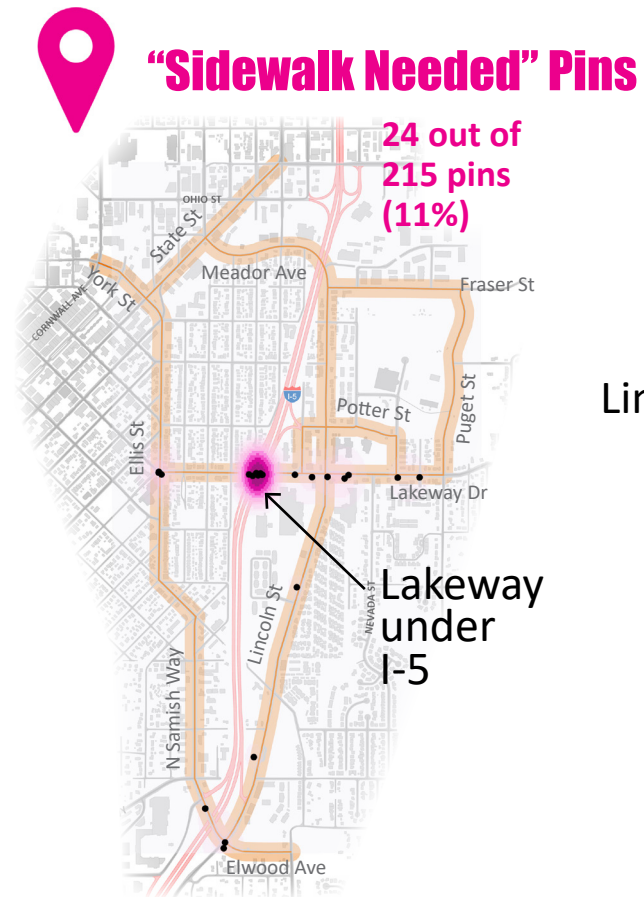 “Sidewalk Needed” Pins
24 out of
215 pins
(11%)
OHIO ST
State St
Meador Ave
York St
CORNWALL AVE
Fraser St
I-5
Potter St
Puget St
Lin
Ellis St
Lakeway Dr
Lakeway
under
I-5
NEVADA ST
Lincoln St
N Samish Way
Elwood Ave